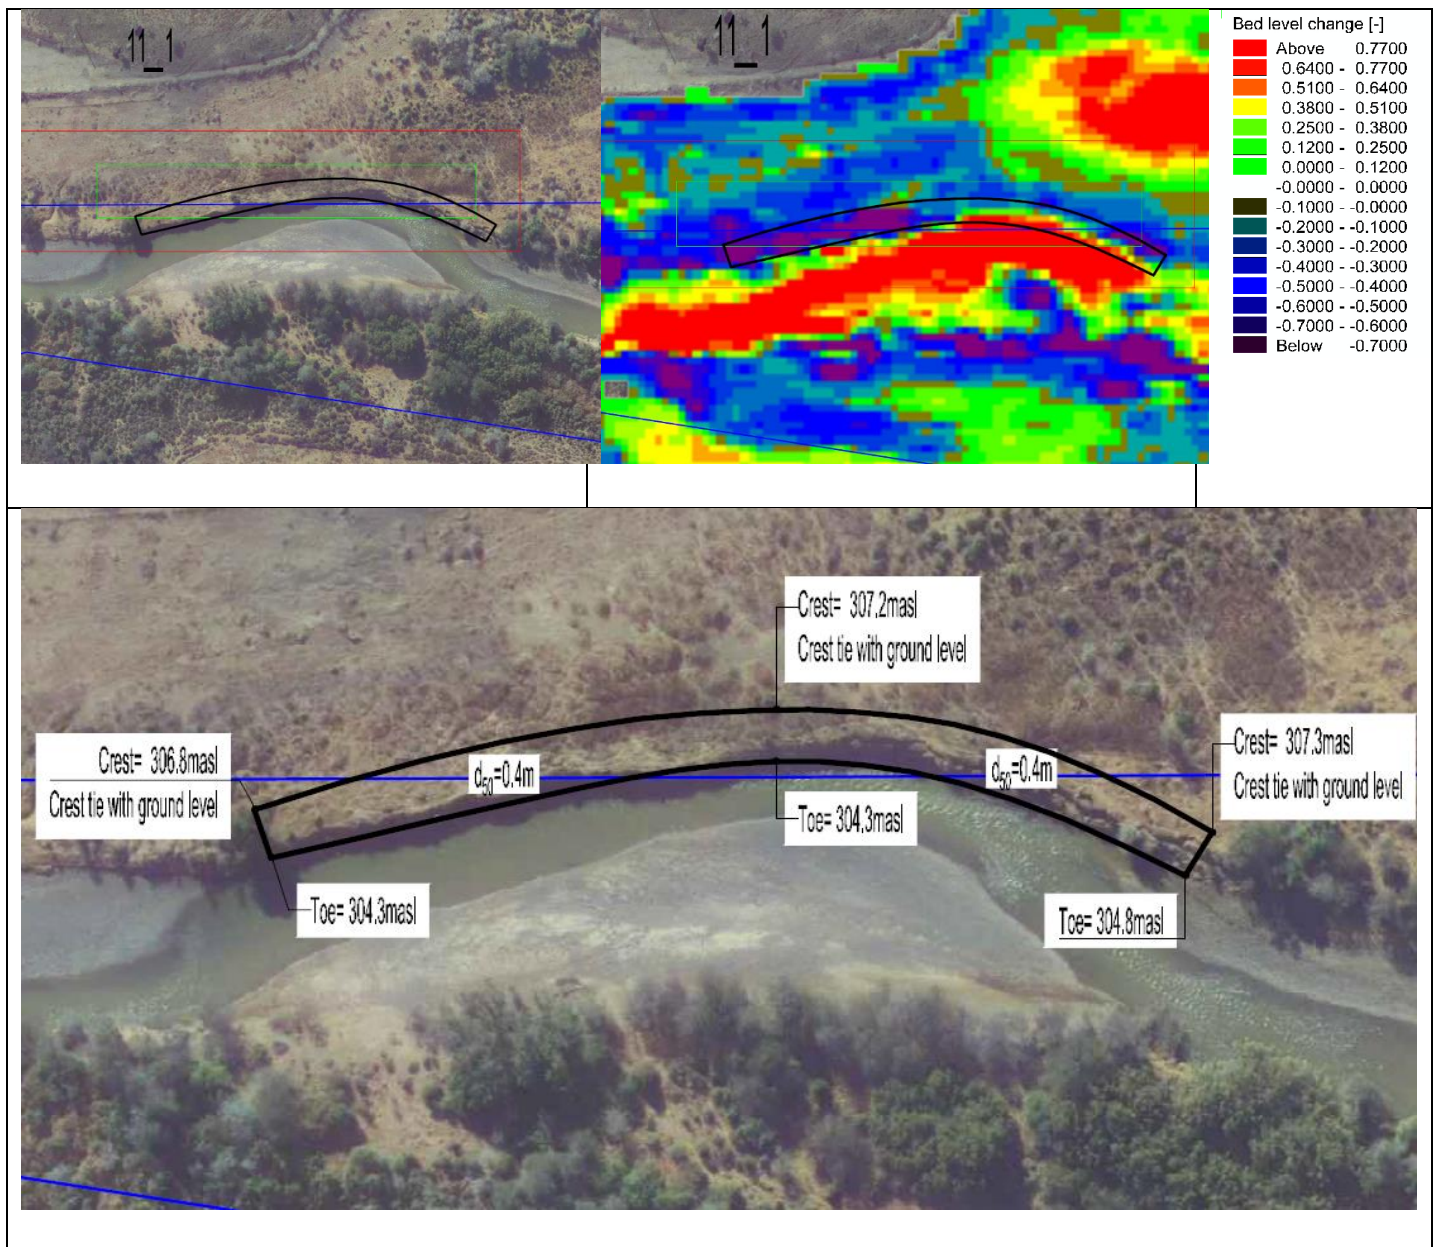 11_1
11_1
Bed level change [-]
Above 0.7700
0.6400 - 0.7700
0.5100 - 0.6400
0.3800 - 0.5100
0.2500 - 0.3800
0.1200 - 0.2500
0.0000 - 0.1200
-0.0000 - 0.0000
-0.1000 - -0.0000
-0.2000 - -0.1000
-0.3000 - -0.2000
-0.4000 - -0.3000
-0.5000 - -0.4000
-0.6000 - -0.5000
-0.7000 - -0.6000
Below -0.7000
Crest= 307,2masl
Crest tie with ground level
Crest= 306.8masl
Crest tie with ground level
Crest= 307.3masl
Crest tie with ground level
d50=0.4m
d50=0.4m
Toe= 304,3masl
Toe= 304.3masl
Toe= 304.8masl